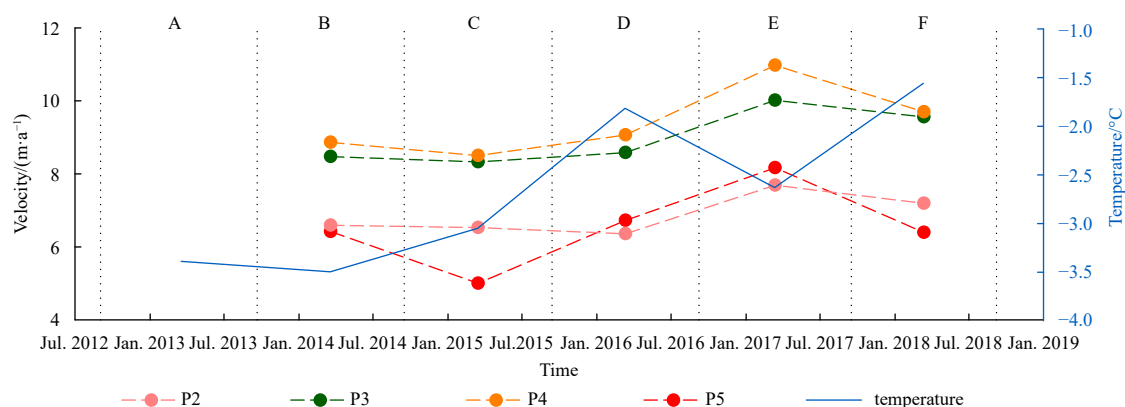 A B C D E F
12
10
8
6
4
Velocity/(m·a⁻¹)
−1.0
−1.5
−2.0
−2.5
−3.0
−3.5
−4.0
Temperature/°C
Jul. 2012 Jan. 2013 Jul. 2013 Jan. 2014 Jul. 2014 Jan. 2015 Jul.2015 Jan. 2016 Jul. 2016 Jan. 2017 Jul. 2017 Jan. 2018 Jul. 2018 Jan. 2019
Time
P2 P3 P4 P5 temperature